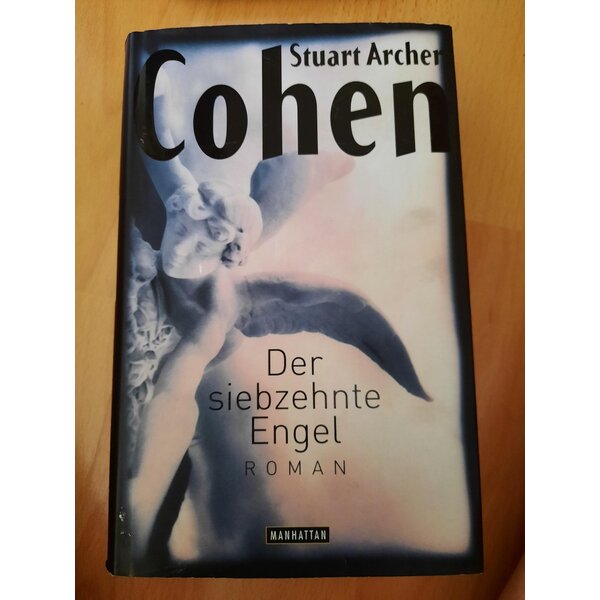 Stuart Archer
Cohen
Der
siebzehnte
Engel
ROMAN
MANHATTAN